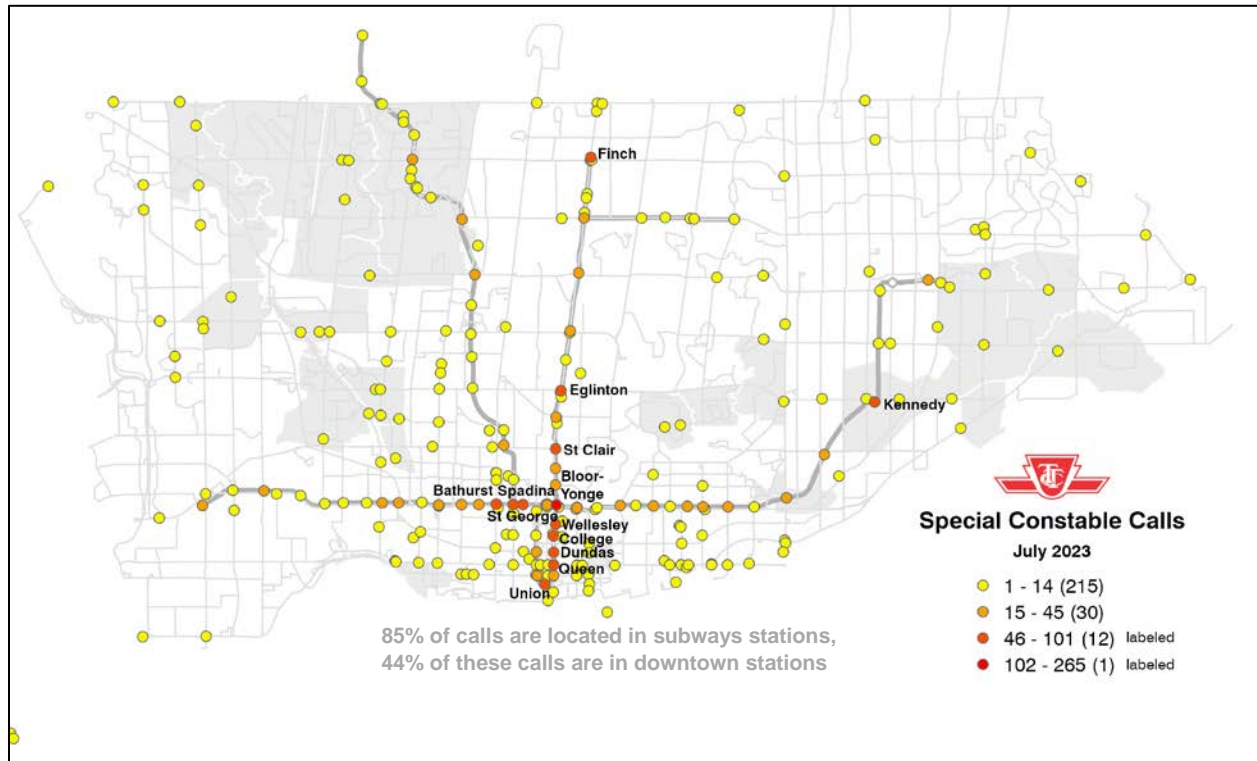 Finch
Eglinton
Kennedy
St Clair
Bloor-
Yonge
Bathurst Spadina
St George
Wellesley
College
Dundas
Queen
Union
85% of calls are located in subways stations,
44% of these calls are in downtown stations
TTC
Special Constable Calls
July 2023
1 - 14 (215)
15 - 45 (30)
46 - 101 (12) labeled
102 - 265 (1) labeled